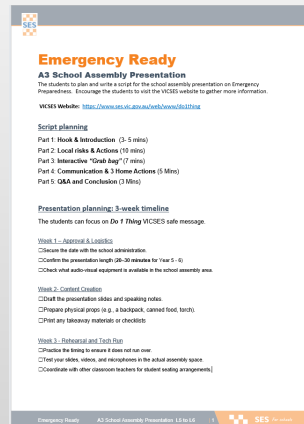 SES
Emergency Ready
A3 School Assembly Presentation
The students to plan and write a script for the school assembly presentation on Emergency
Preparedness. Encourage the students to visit the VICSES website to gather more information.
VICSES Website: https://www.ses.vic.gov.au/web/www/do1thing
Script planning
Part 1: Hook & Introduction (3- 5 mins)
Part 2: Local risks & Actions (10 mins)
Part 3: Interactive "Grab bag" (7 mins)
Part 4: Communication & 3 Home Actions (5 Mins)
Part 5: Q&A and Conclusion (3 Mins)
Presentation planning: 3-week timeline
The students can focus on Do 1 Thing VICSES safe message.
Week 1 – Approval & Logistics
☐Secure the date with the school administration.
☐Confirm the presentation length (20–30 minutes for Year 5 - 6)
☐Check what audio-visual equipment is available in the school assembly area.
Week 2- Content Creation
☐Draft the presentation slides and speaking notes.
☐Prepare physical props (e.g., a backpack, canned food, torch).
☐Print any takeaway materials or checklists
Week 3 - Rehearsal and Tech Run
☐Practice the timing to ensure it does not run over.
☐Test your slides, videos, and microphones in the actual assembly space.
☐Coordinate with other classroom teachers for student seating arrangements.
Emergency Ready A3 School Assembly Presentation L5 to L6
SES